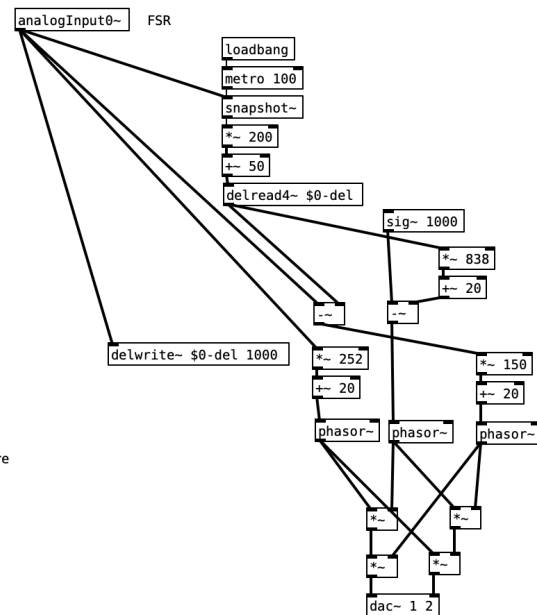 analogInput0~ FSR
loadbang
metro 100
snapshot~
*~ 200
+~ 50
delread4~ $0-del
sig~ 1000
*~ 838
+~ 20
-~ -~
delwrite~ $0-del 1000
*~ 252
*~ 150
+~ 20
+~ 20
phasor~ phasor~ phasor~
re
*~ *~
*~ *~
dac~ 1 2